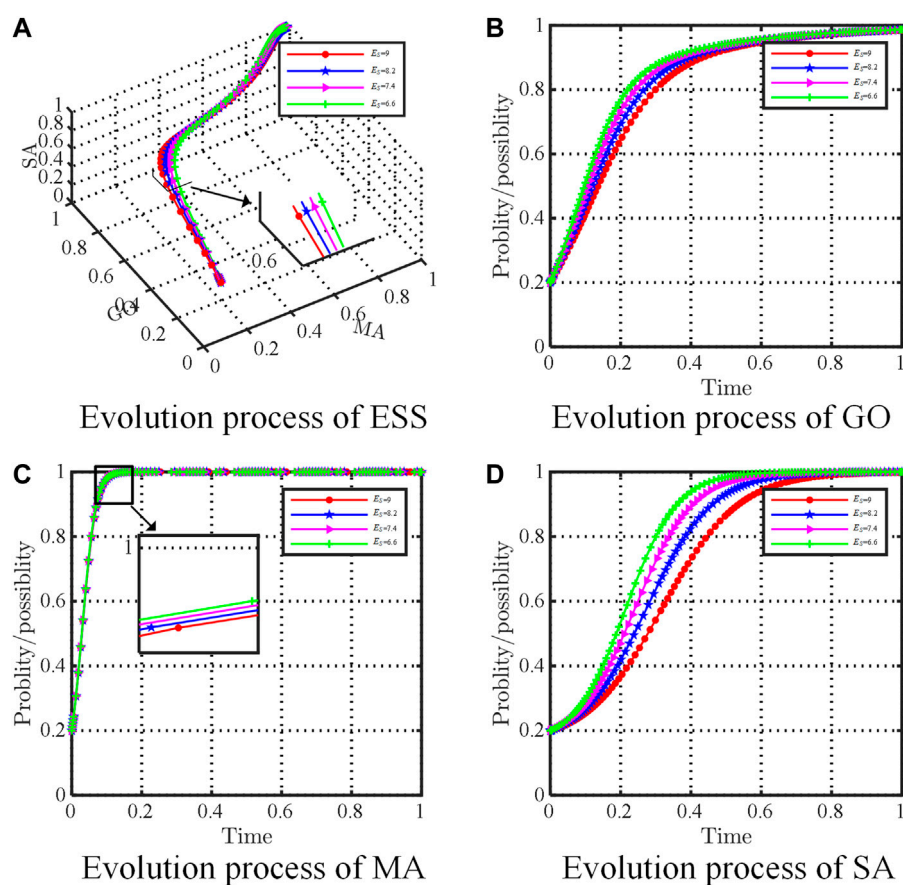 A
SA
1
0.8
0.6
0.4
0.2
0
1
0.8
0.6
0.4
0.2
0
GO
0
0.2
0.4
0.6
0.8
1
MA
0.6
E_S=9
E_S=8.2
E_S=7.4
E_S=6.6
Evolution process of ESS
B
Problity/possiblity
1
0.8
0.6
0.4
0.2
0
0
0.2
0.4
0.6
0.8
1
Time
E_S=9
E_S=8.2
E_S=7.4
E_S=6.6
Evolution process of GO
C
Problity/possiblity
1
0.8
0.6
0.4
0.2
0
0
0.2
0.4
0.6
0.8
1
Time
1
E_S=9
E_S=8.2
E_S=7.4
E_S=6.6
Evolution process of MA
D
Problity/possiblity
1
0.8
0.6
0.4
0.2
0
0
0.2
0.4
0.6
0.8
1
Time
E_S=9
E_S=8.2
E_S=7.4
E_S=6.6
Evolution process of SA